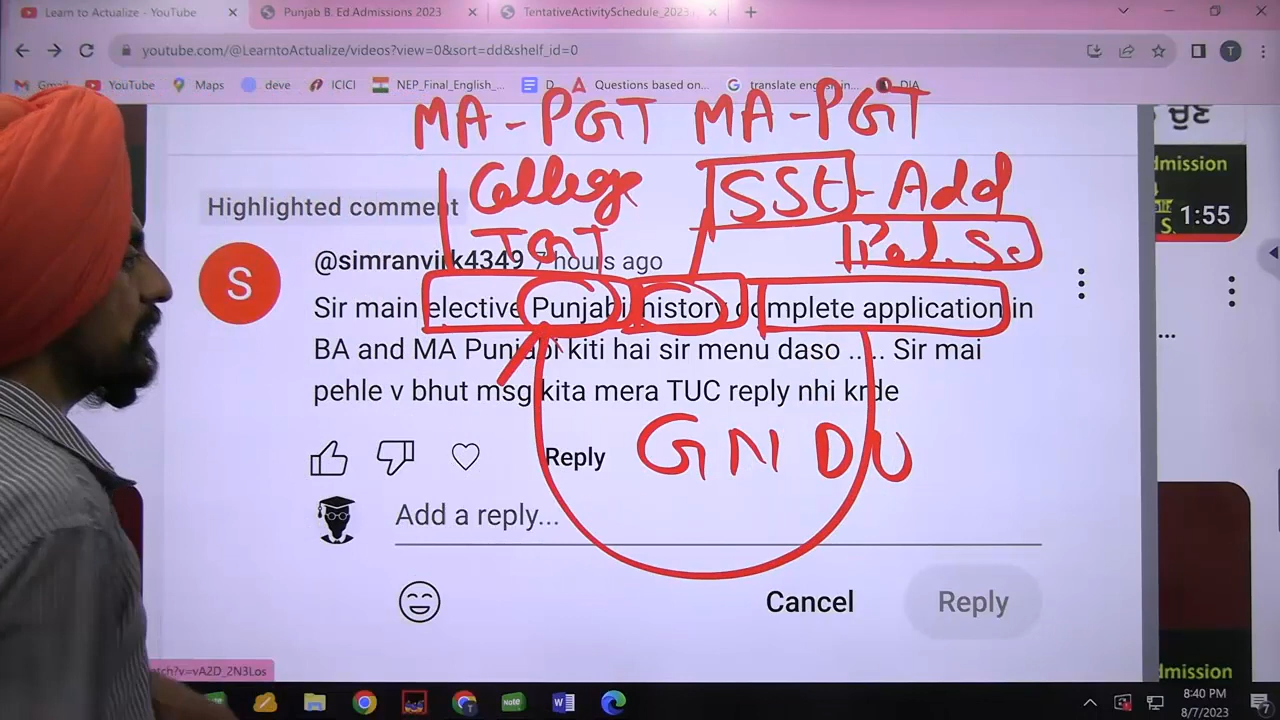 Learn to Actualize - YouTube
Punjab B. Ed.Admissions 2023
TentativeActivitySchedule_2023
youtube.com/@LearntoActualize/videos?view=0&sort=dd&shelf_id=0
T
Gmail
YouTube
Maps
deve
ICICI
NEP_Final_English_...
D
Questions based on...
translate english in...
DIA
MA-PGT MA-PGT
College SSt-Add
TGT Pol. Sc
Highlighted comment
ਚੁਣ
dmission
1:55
S
@simranvirk4349 7 hours ago
Sir main elective Punjabi history complete application in
BA and MA Punjabi kiti hai sir menu daso ..... Sir mai
pehle v bhut msg kita mera TUC reply nhi krde
GNDU
Reply
Add a reply...
Cancel
Reply
atch?v=vA2D_2N3Los
dmission
8:40 PM
8/7/2023